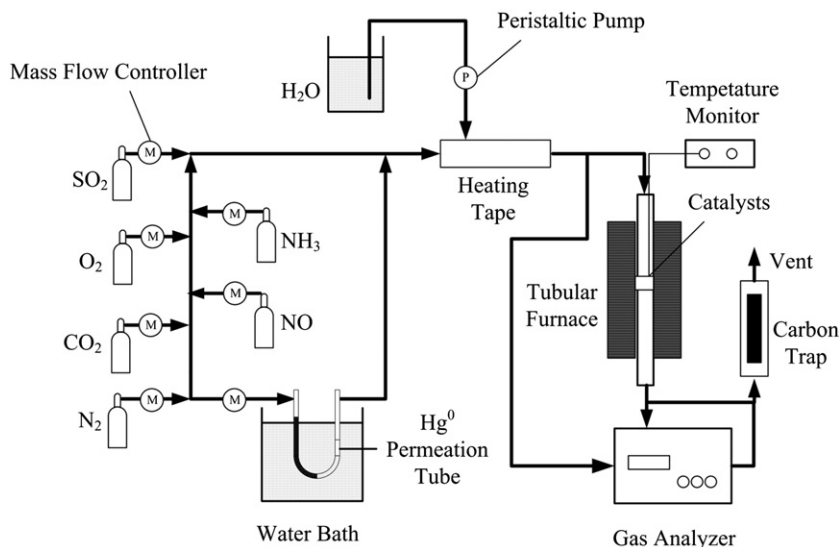 Peristaltic Pump
Mass Flow Controller
H₂O
P
Tempetature
Monitor
M
SO₂
Heating
Tape
Catalysts
M
NH₃
M
O₂
Vent
M
NO
Tubular
Furnace
M
CO₂
Carbon
Trap
M
M
N₂
Hg⁰
Permeation
Tube
Water Bath
Gas Analyzer